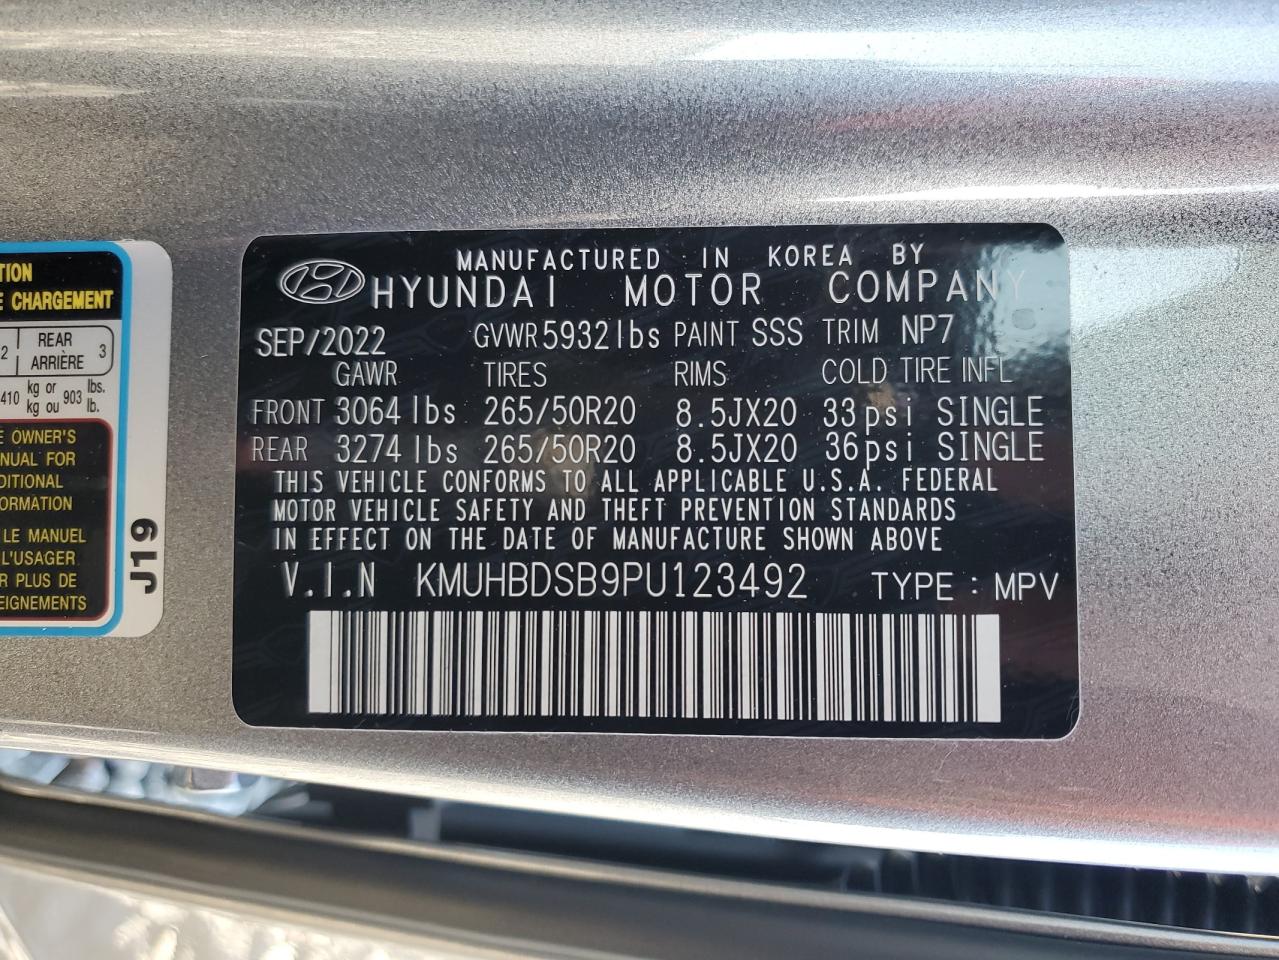 TION
E CHARGEMENT
2 REAR ARRIÈRE 3
410 kg or 903 lbs.
kg ou lb.
E OWNER'S
NUAL FOR
DITIONAL
ORMATION
LE MANUEL
L'USAGER
R PLUS DE
EIGNEMENTS
J19
MANUFACTURED IN KOREA BY
HYUNDAI MOTOR COMPANY
SEP/2022 GVWR 5932lbs PAINT SSS TRIM NP7
GAWR TIRES RIMS COLD TIRE INFL
FRONT 3064 lbs 265/50R20 8.5JX20 33psi SINGLE
REAR 3274 lbs 265/50R20 8.5JX20 36psi SINGLE
THIS VEHICLE CONFORMS TO ALL APPLICABLE U.S.A. FEDERAL
MOTOR VEHICLE SAFETY AND THEFT PREVENTION STANDARDS
IN EFFECT ON THE DATE OF MANUFACTURE SHOWN ABOVE
V.I.N KMUHBDSB9PU123492 TYPE : MPV